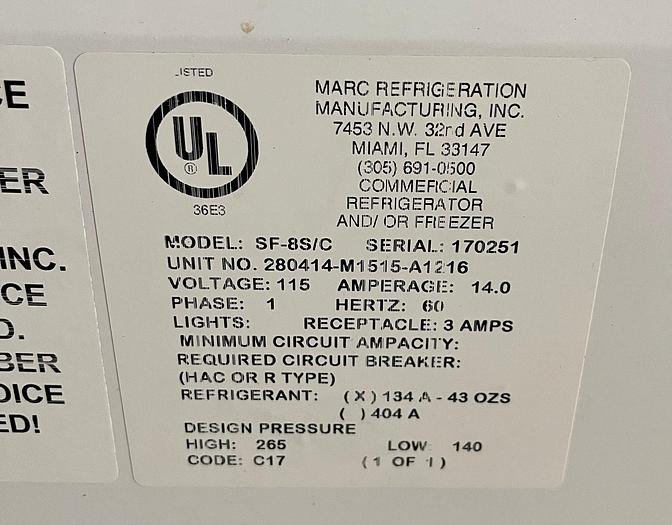 CE
ER
INC.
CE
D.
BER
OICE
ED!
LISTED
UL
®
36E3
MARC REFRIGERATION
MANUFACTURING, INC.
7453 N.W. 32nd AVE
MIAMI, FL 33147
(305) 691-0500
COMMERCIAL
REFRIGERATOR
AND/ OR FREEZER
MODEL: SF-8S/C SERIAL: 170251
UNIT NO. 280414-M1515-A1216
VOLTAGE: 115 AMPERAGE: 14.0
PHASE: 1 HERTZ: 60
LIGHTS: RECEPTACLE: 3 AMPS
MINIMUM CIRCUIT AMPACITY:
REQUIRED CIRCUIT BREAKER:
(HAC OR R TYPE)
REFRIGERANT: ( X ) 134 A - 43 OZS
( ) 404 A
DESIGN PRESSURE
HIGH: 265 LOW: 140
CODE: C17 ( 1 OF 1 )